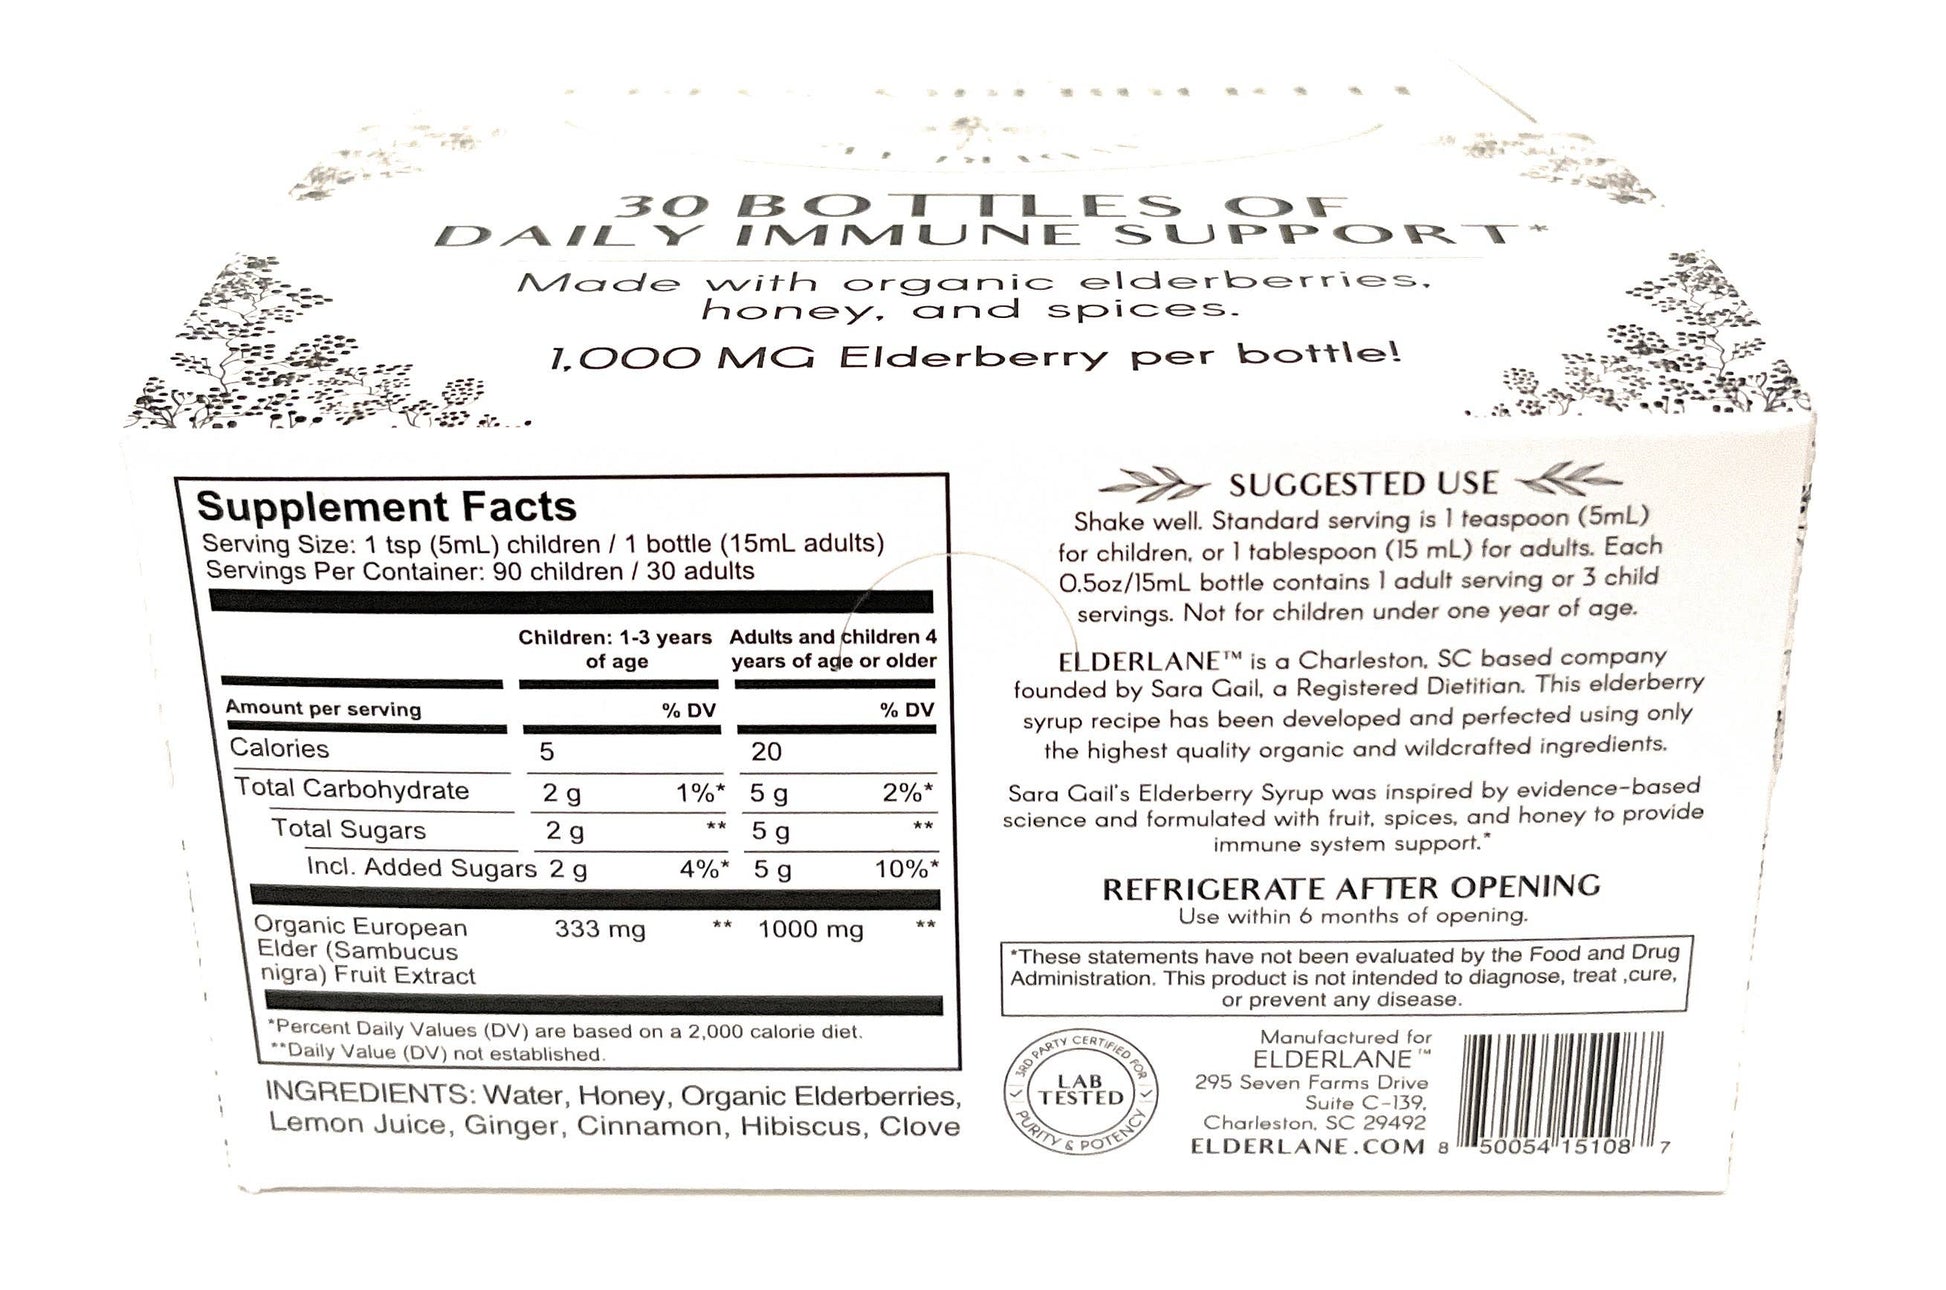 30 BOTTLES OF
DAILY IMMUNE SUPPORT*
Made with organic elderberries,
honey, and spices.
1,000 MG Elderberry per bottle!
Supplement Facts
Serving Size: 1 tsp (5mL) children / 1 bottle (15mL adults)
Servings Per Container: 90 children / 30 adults
Children: 1-3 years of age
Adults and children 4 years of age or older
Amount per serving % DV % DV
Calories 5 20
Total Carbohydrate 2 g 1%* 5 g 2%*
Total Sugars 2 g ** 5 g **
Incl. Added Sugars 2 g 4%* 5 g 10%*
Organic European 333 mg ** 1000 mg **
Elder (Sambucus
nigra) Fruit Extract
*Percent Daily Values (DV) are based on a 2,000 calorie diet.
**Daily Value (DV) not established.
INGREDIENTS: Water, Honey, Organic Elderberries,
Lemon Juice, Ginger, Cinnamon, Hibiscus, Clove
SUGGESTED USE
Shake well. Standard serving is 1 teaspoon (5mL)
for children, or 1 tablespoon (15 mL) for adults. Each
0.5oz/15mL bottle contains 1 adult serving or 3 child
servings. Not for children under one year of age.
ELDERLANE™ is a Charleston, SC based company
founded by Sara Gail, a Registered Dietitian. This elderberry
syrup recipe has been developed and perfected using only
the highest quality organic and wildcrafted ingredients.
Sara Gail's Elderberry Syrup was inspired by evidence-based
science and formulated with fruit, spices, and honey to provide
immune system support.*
REFRIGERATE AFTER OPENING
Use within 6 months of opening.
*These statements have not been evaluated by the Food and Drug
Administration. This product is not intended to diagnose, treat ,cure,
or prevent any disease.
3RD PARTY CERTIFIED FOR
LAB
TESTED
PURITY & POTENCY
Manufactured for
ELDERLANE™
295 Seven Farms Drive
Suite C-139,
Charleston, SC 29492
ELDERLANE.COM
8 50054 15108 7